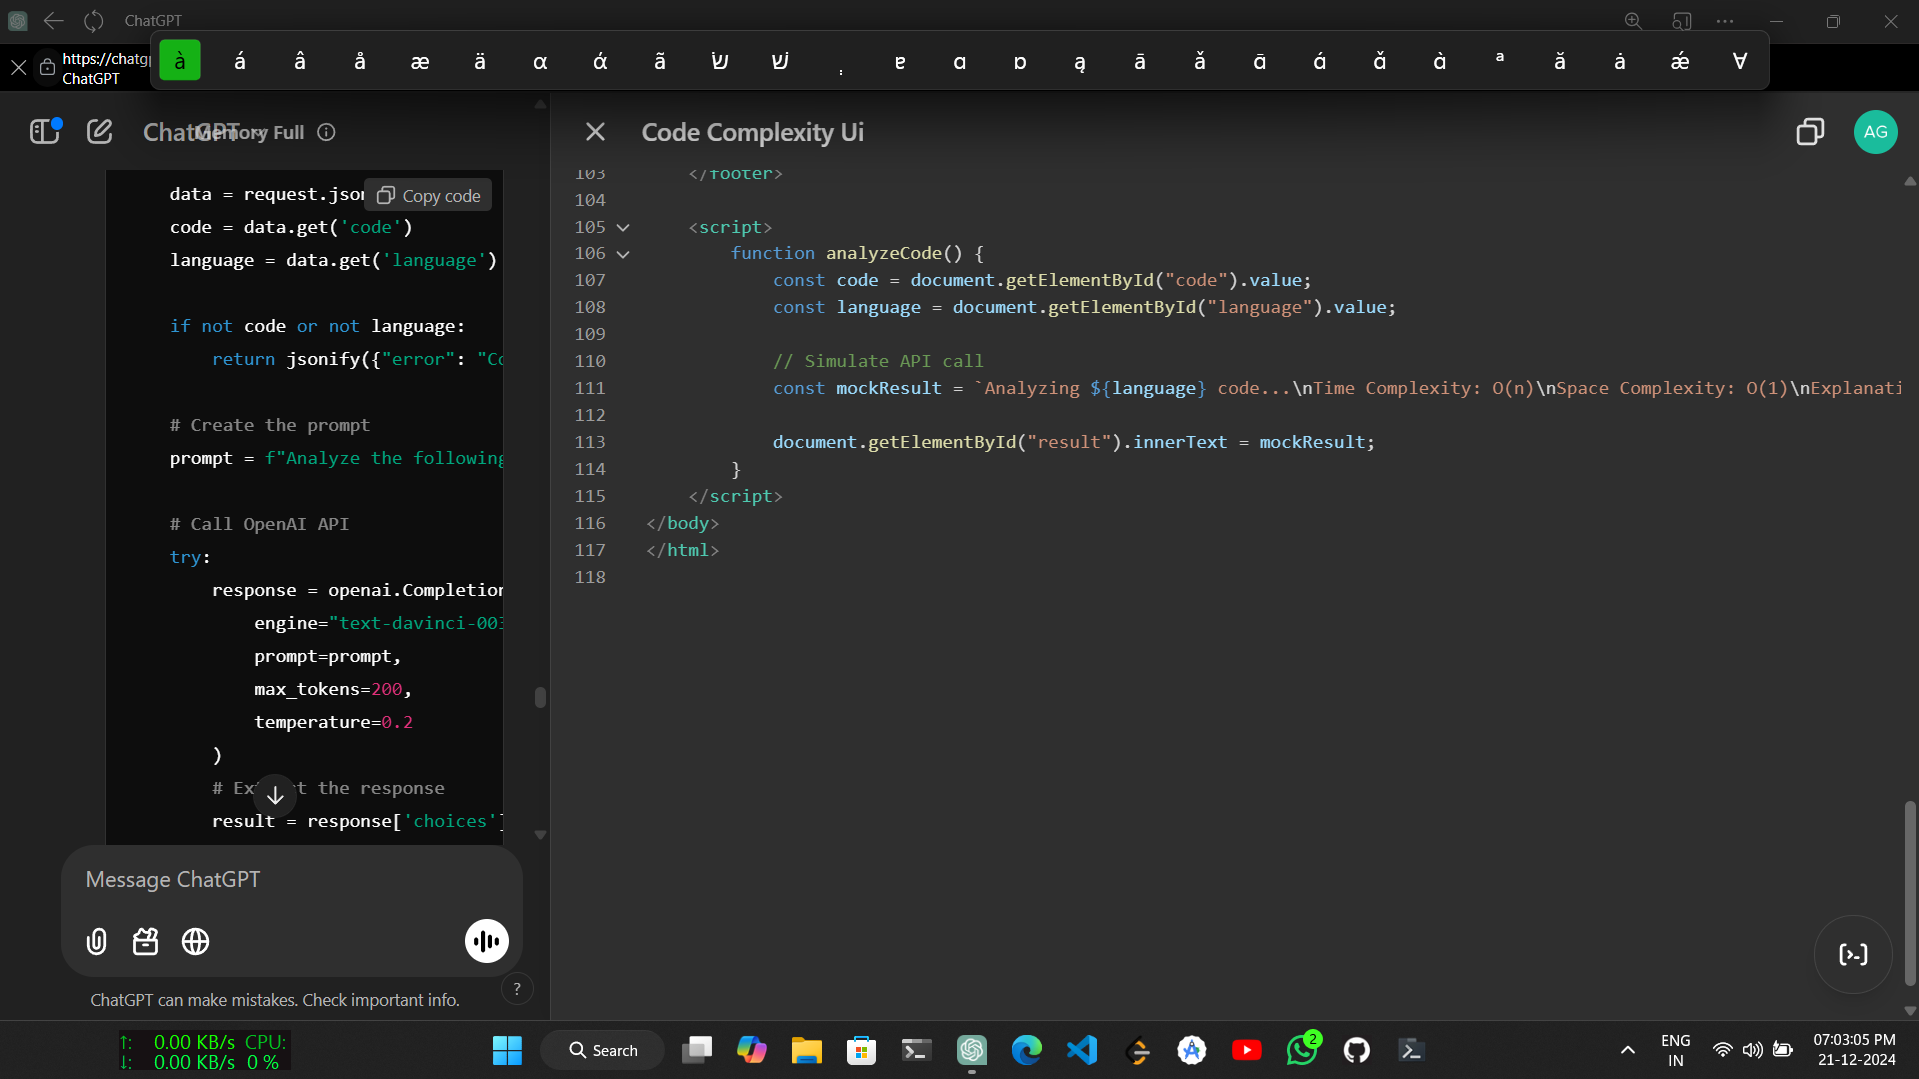 ChatGPT
https://chatg
ChatGPT
à á â å æ ä α ά ã שׂ שׁ ɐ ɑ ɒ ą ā ǎ ɑ̄ ɑ́ ɑ̌ ɑ̀ ª ă ȧ ǽ ∀
ChatGPT
Memory Full
Code Complexity Ui
AG
Copy code
data = request.json
code = data.get('code')
language = data.get('language')
if not code or not language:
return jsonify({"error": "Co
# Create the prompt
prompt = f"Analyze the following
# Call OpenAI API
try:
response = openai.Completion
engine="text-davinci-003
prompt=prompt,
max_tokens=200,
temperature=0.2
)
the response
result = response['choices']
Message ChatGPT
ChatGPT can make mistakes. Check important info.
?
103 </footer>
104
105 <script>
106 function analyzeCode() {
107 const code = document.getElementById("code").value;
108 const language = document.getElementById("language").value;
109
110 // Simulate API call
111 const mockResult = `Analyzing ${language} code...\nTime Complexity: O(n)\nSpace Complexity: O(1)\nExplanati
112
113 document.getElementById("result").innerText = mockResult;
114 }
115 </script>
116 </body>
117 </html>
118
↑: 0.00 KB/s CPU:
↓: 0.00 KB/s 0 %
Search
2
ENG
IN
07:03:05 PM
21-12-2024